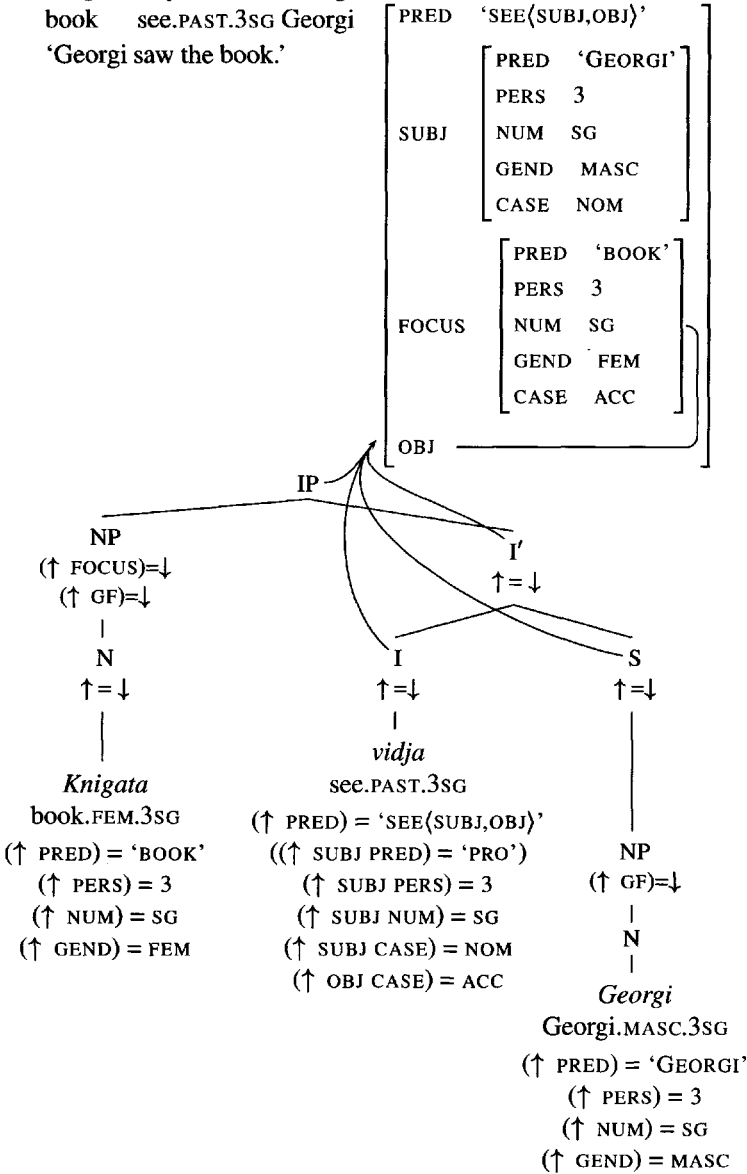 book see.PAST.3SG Georgi
‘Georgi saw the book.’
PRED ‘SEE⟨SUBJ,OBJ⟩’
SUBJ
PRED ‘GEORGI’
PERS 3
NUM SG
GEND MASC
CASE NOM
FOCUS
PRED ‘BOOK’
PERS 3
NUM SG
GEND FEM
CASE ACC
OBJ
IP
NP
(↑ FOCUS)=↓
(↑ GF)=↓
I′
↑=↓
N
↑=↓
I
↑=↓
S
↑=↓
Knigata
book.FEM.3SG
(↑ PRED) = ‘BOOK’
(↑ PERS) = 3
(↑ NUM) = SG
(↑ GEND) = FEM
vidja
see.PAST.3SG
(↑ PRED) = ‘SEE⟨SUBJ,OBJ⟩’
((↑ SUBJ PRED) = ‘PRO’)
(↑ SUBJ PERS) = 3
(↑ SUBJ NUM) = SG
(↑ SUBJ CASE) = NOM
(↑ OBJ CASE) = ACC
NP
(↑ GF)=↓
N
Georgi
Georgi.MASC.3SG
(↑ PRED) = ‘GEORGI’
(↑ PERS) = 3
(↑ NUM) = SG
(↑ GEND) = MASC